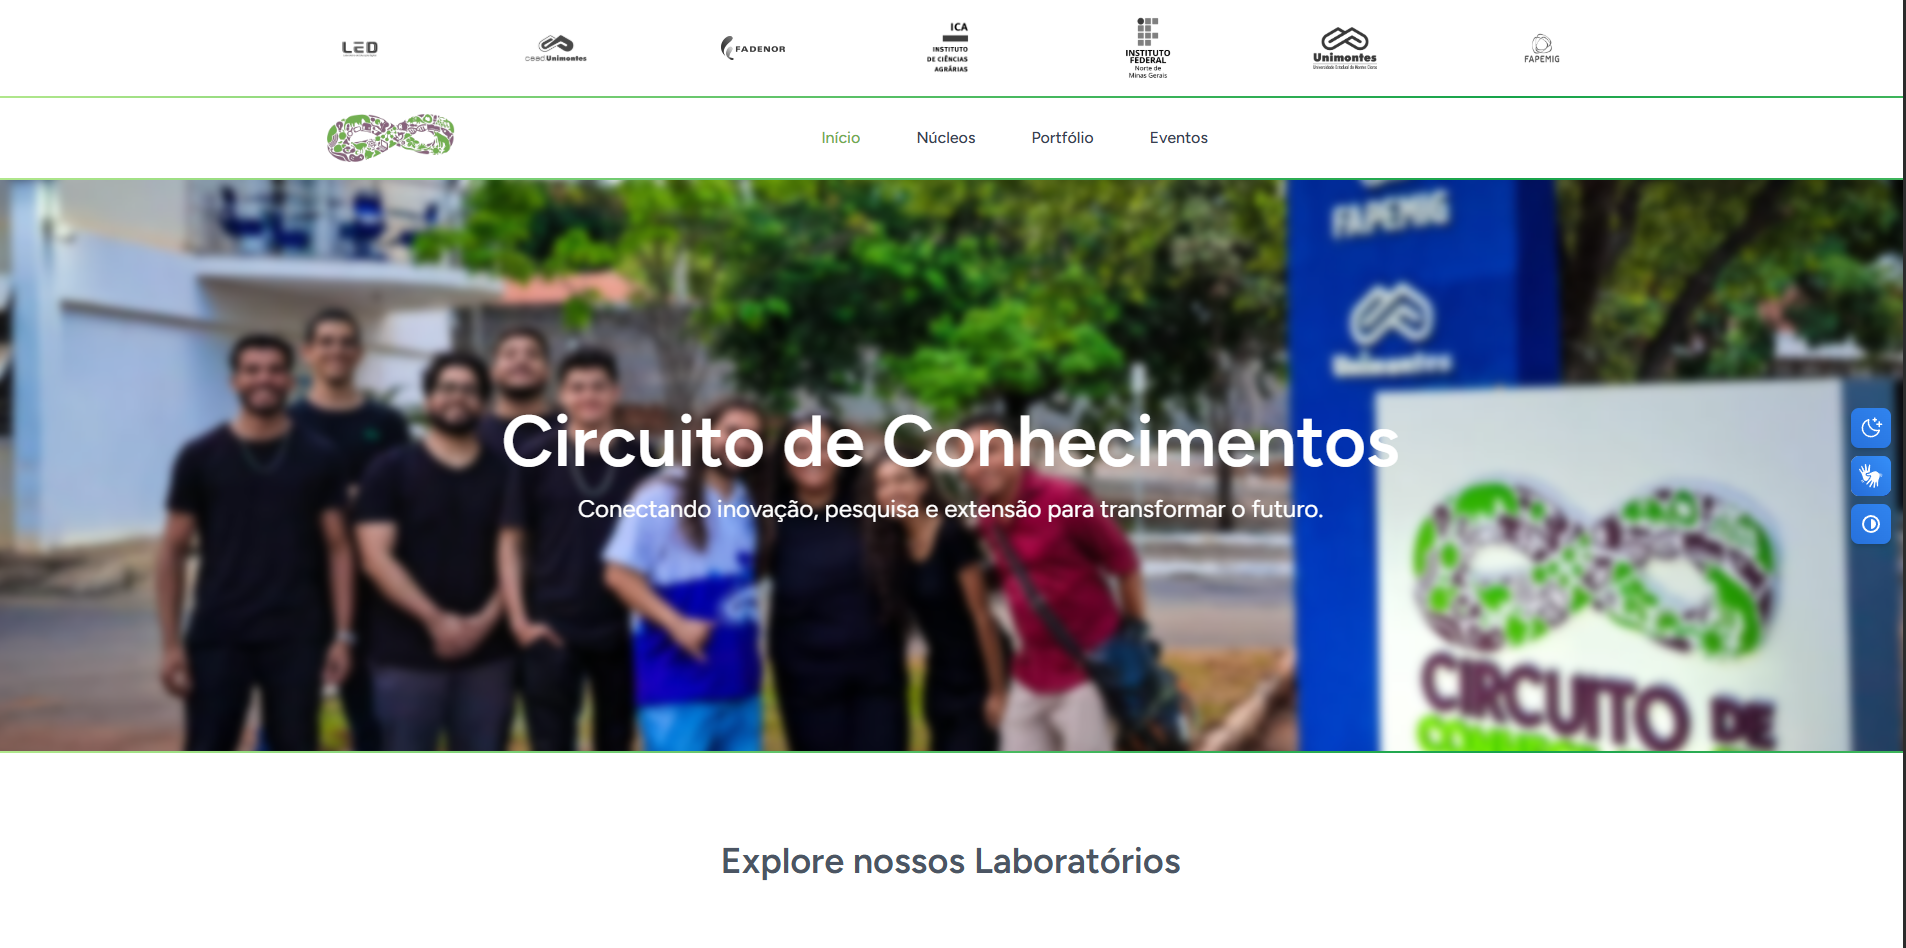 LED
cead Unimontes
FADENOR
ICA
INSTITUTO
DE CIÊNCIAS
AGRÁRIAS
INSTITUTO
FEDERAL
Norte de
Minas Gerais
Unimontes
Universidade Estadual de Montes Claros
FAPEMIG
Início
Núcleos
Portfólio
Eventos
FAPEMIG
Unimontes
Circuito de Conhecimentos
Conectando inovação, pesquisa e extensão para transformar o futuro.
CIRCUITO DE
Explore nossos Laboratórios